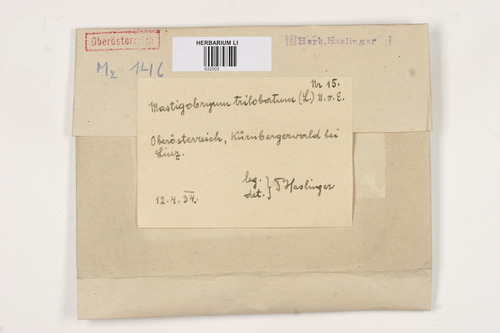 Oberösterreich
HERBARIUM LI
Herb. Haslinger
Mz 146
Nr 15.
Mastigobryum trilobatum (L.) N. v. E.
Oberösterreich, Kürnbergerwald bei
Linz.
leg.
det. } Haslinger
12.4.34.